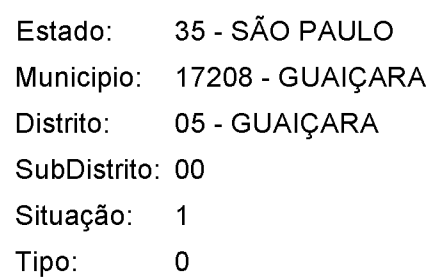 Estado: 35 - SÃO PAULO
Municipio: 17208 - GUAIÇARA
Distrito: 05 - GUAIÇARA
SubDistrito: 00
Situação: 1
Tipo: 0